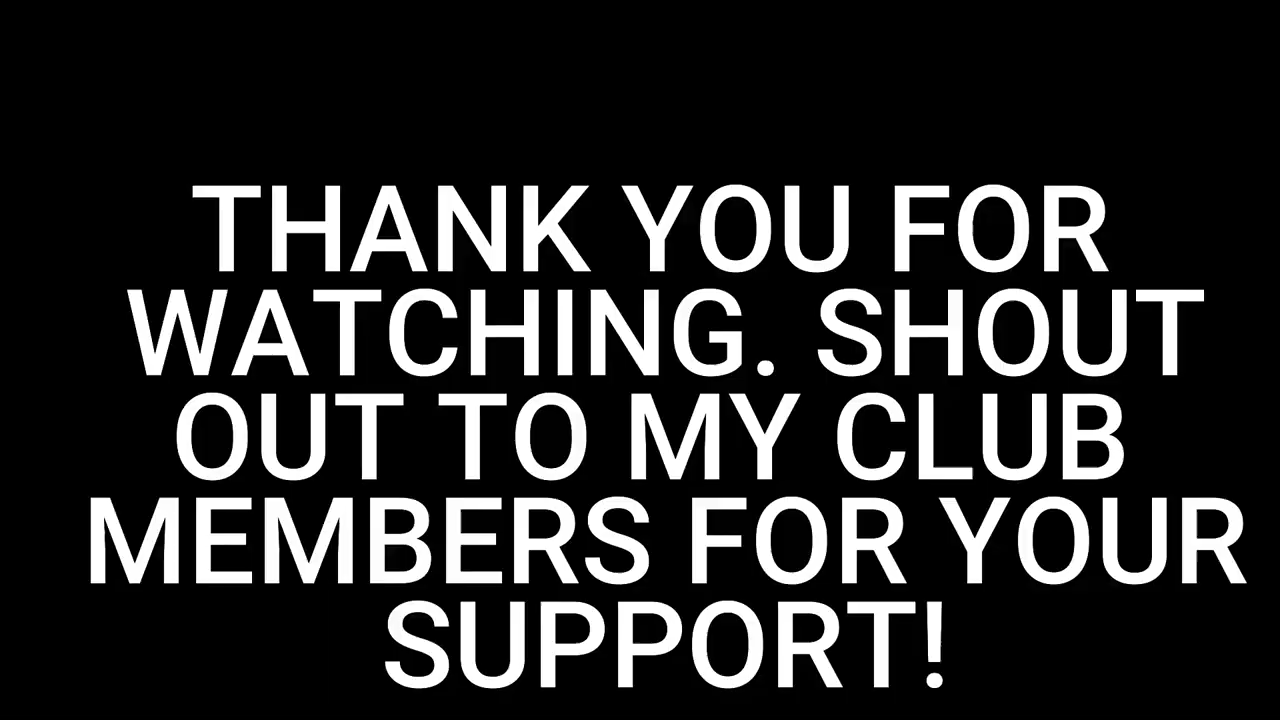 THANK YOU FOR
WATCHING. SHOUT
OUT TO MY CLUB
MEMBERS FOR YOUR
SUPPORT!